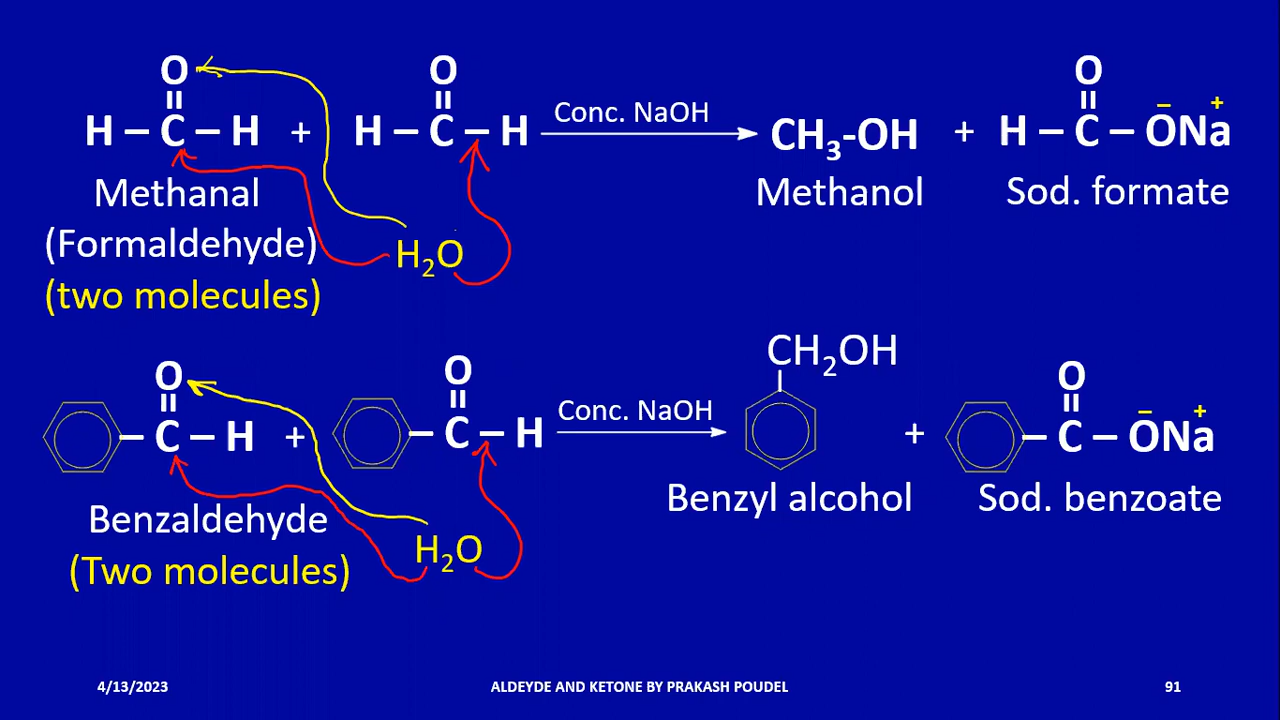 O O O
|| || Conc. NaOH || – +
H – C – H + H – C – H CH3-OH + H – C – ONa
Methanal Methanol Sod. formate
(Formaldehyde) H2O
(two molecules)
CH2OH
O O O
|| || Conc. NaOH || – +
– C – H + – C – H + – C – ONa
Benzaldehyde Benzyl alcohol Sod. benzoate
(Two molecules) H2O
4/13/2023 ALDEYDE AND KETONE BY PRAKASH POUDEL 91